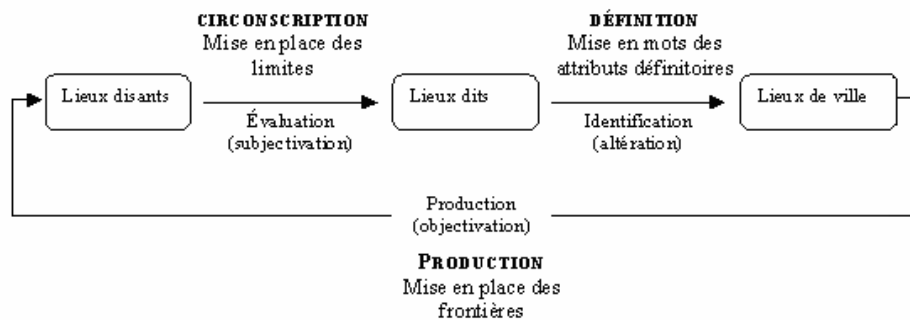 CIRCONSCRIPTION
Mise en place des
limites
DÉFINITION
Mise en mots des
attributs définitoires
Lieux disants
Lieux dits
Lieux de ville
Évaluation
(subjectivation)
Identification
(altération)
Production
(objectivation)
PRODUCTION
Mise en place des
frontières